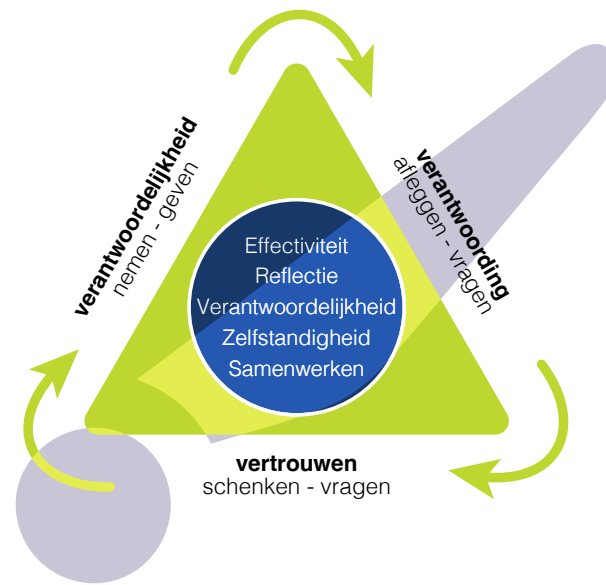 verantwoordelijkheid
nemen - geven
verantwoording
afleggen - vragen
Effectiviteit
Reflectie
Verantwoordelijkheid
Zelfstandigheid
Samenwerken
vertrouwen
schenken - vragen